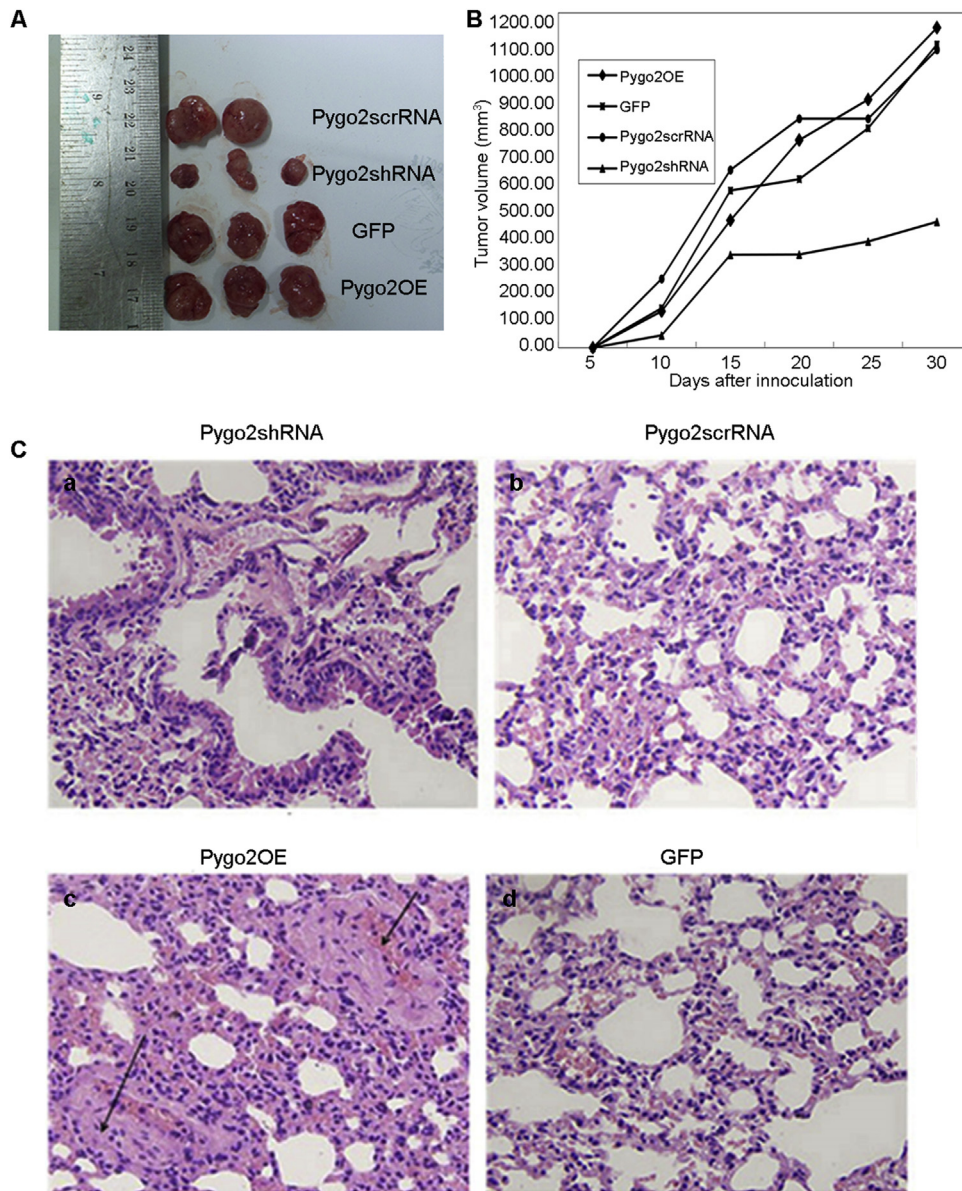 A
24
23
22
21
20
19
18
17
1
9
8
7
Pygo2scrRNA
Pygo2shRNA
GFP
Pygo2OE
B
1200.00
1100.00
1000.00
900.00
800.00
700.00
600.00
500.00
400.00
300.00
200.00
100.00
0.00
Tumor volume (mm³)
Pygo2OE
GFP
Pygo2scrRNA
Pygo2shRNA
5 10 15 20 25 30
Days after innoculation
C
Pygo2shRNA
Pygo2scrRNA
a
b
Pygo2OE
GFP
c
d